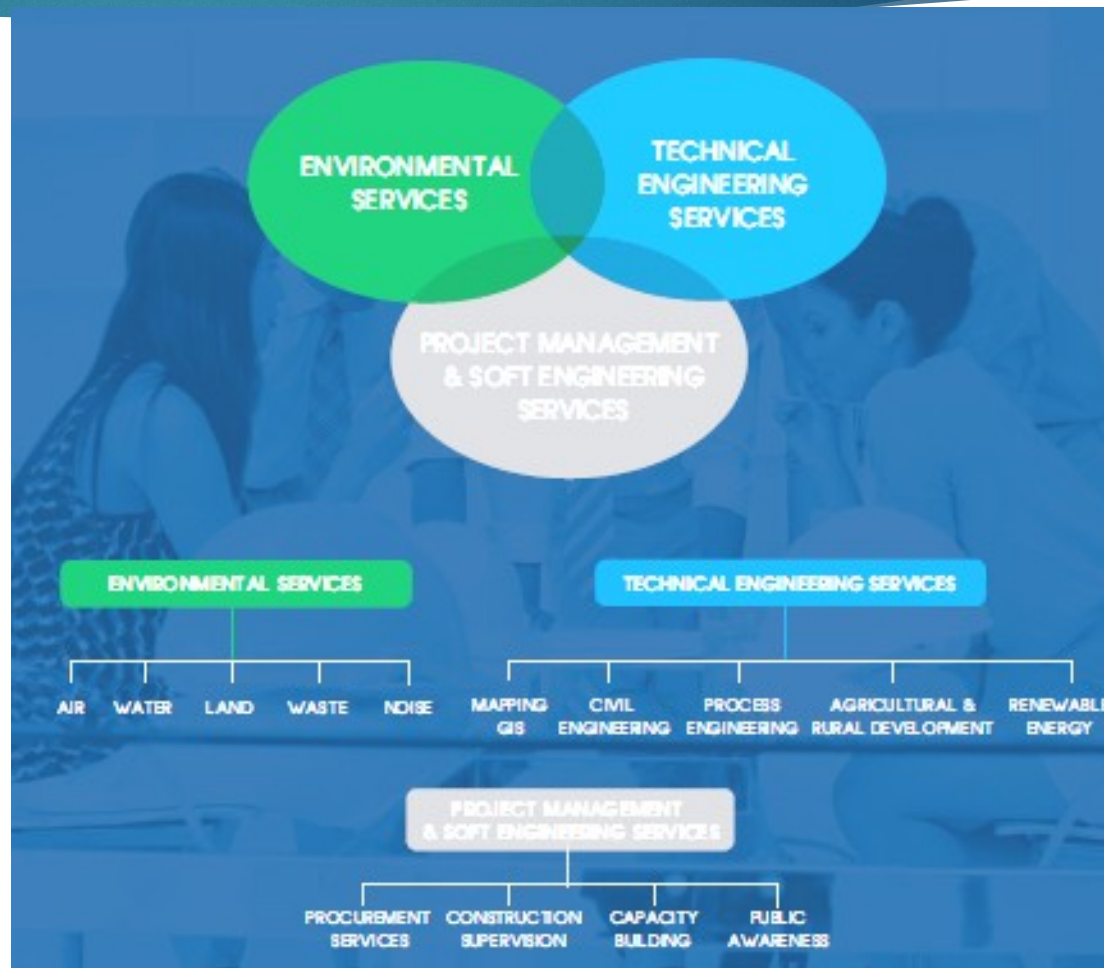 ENVIRONMENTAL
SERVICES
TECHNICAL
ENGINEERING
SERVICES
PROJECT MANAGEMENT
& SOFT ENGINEERING
SERVICES
ENVIRONMENTAL SERVICES
AIR
WATER
LAND
WASTE
NOISE
TECHNICAL ENGINEERING SERVICES
MAPPING
GIS
CIVIL
ENGINEERING
PROCESS
ENGINEERING
AGRICULTURAL &
RURAL DEVELOPMENT
RENEWABLE
ENERGY
PROJECT MANAGEMENT
& SOFT ENGINEERING SERVICES
PROCUREMENT
SERVICES
CONSTRUCTION
SUPERVISION
CAPACITY
BUILDING
PUBLIC
AWARENESS